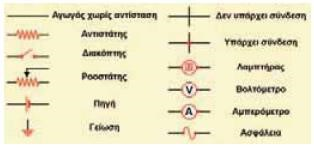 Αγωγός χωρίς αντίσταση
Αντιστάτης
Διακόπτης
Ροοστάτης
Πηγή
Γείωση
Δεν υπάρχει σύνδεση
Υπάρχει σύνδεση
Λαμπτήρας
V Βολτόμετρο
A Αμπερόμετρο
Ασφάλεια